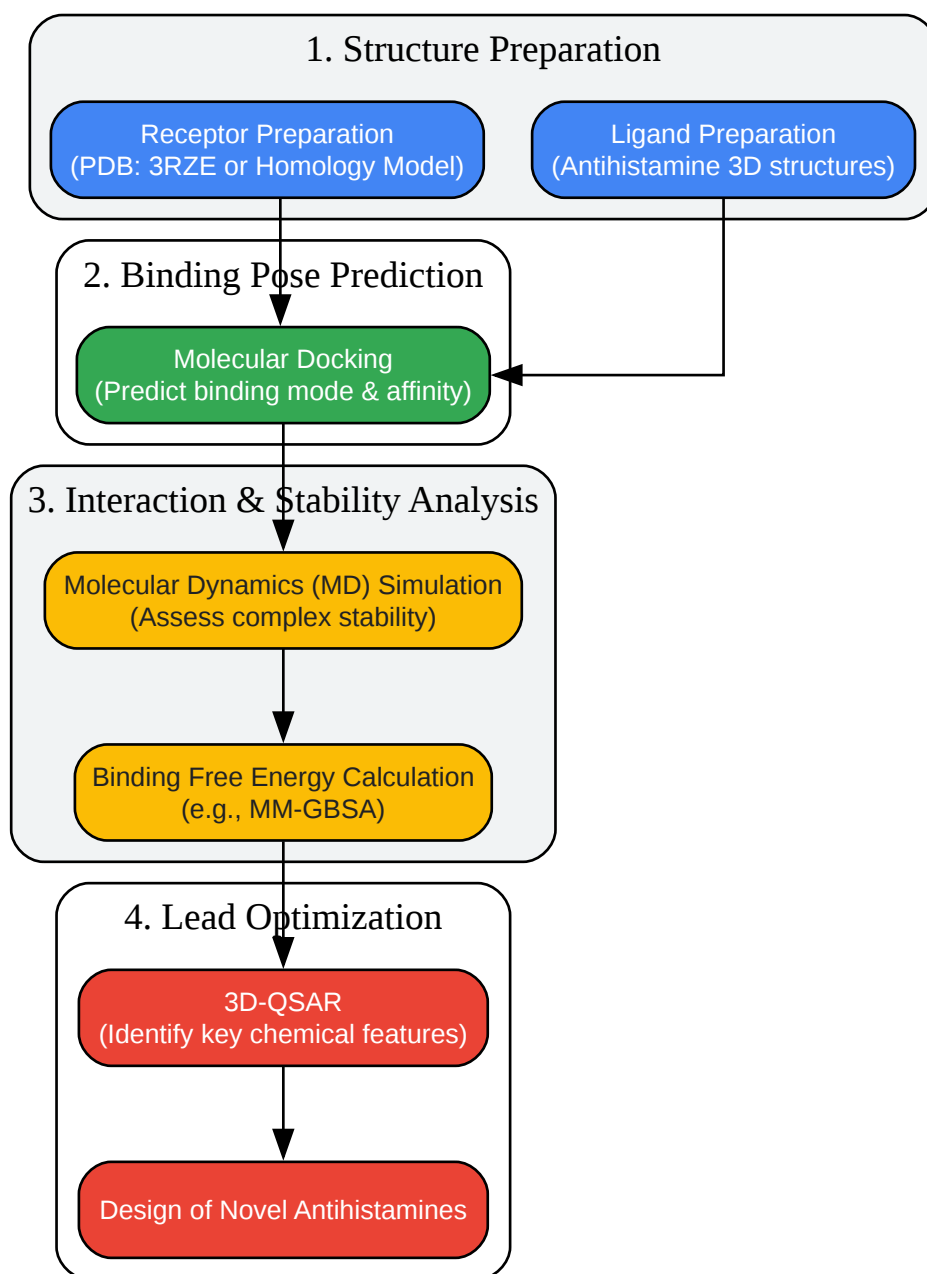 1. Structure Preparation
Receptor Preparation
(PDB: 3RZE or Homology Model)
Ligand Preparation
(Antihistamine 3D structures)
2. Binding Pose Prediction
Molecular Docking
(Predict binding mode & affinity)
3. Interaction & Stability Analysis
Molecular Dynamics (MD) Simulation
(Assess complex stability)
Binding Free Energy Calculation
(e.g., MM-GBSA)
4. Lead Optimization
3D-QSAR
(Identify key chemical features)
Design of Novel Antihistamines